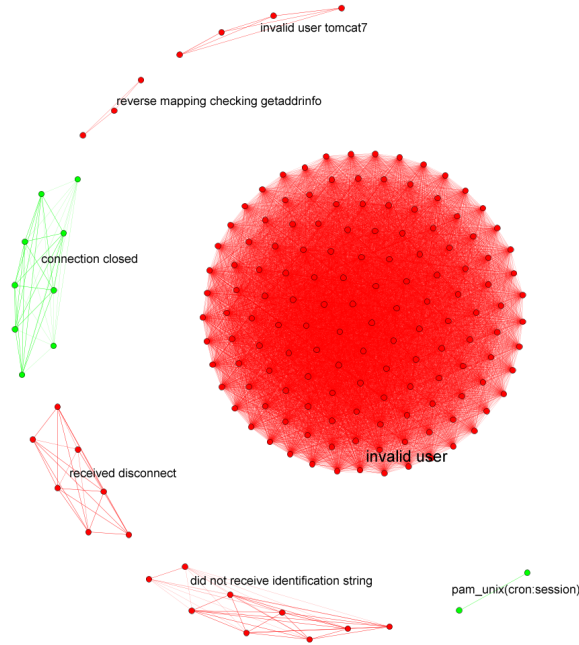 invalid user tomcat7
reverse mapping checking getaddrinfo
connection closed
invalid user
received disconnect
did not receive identification string
pam_unix(cron:session)